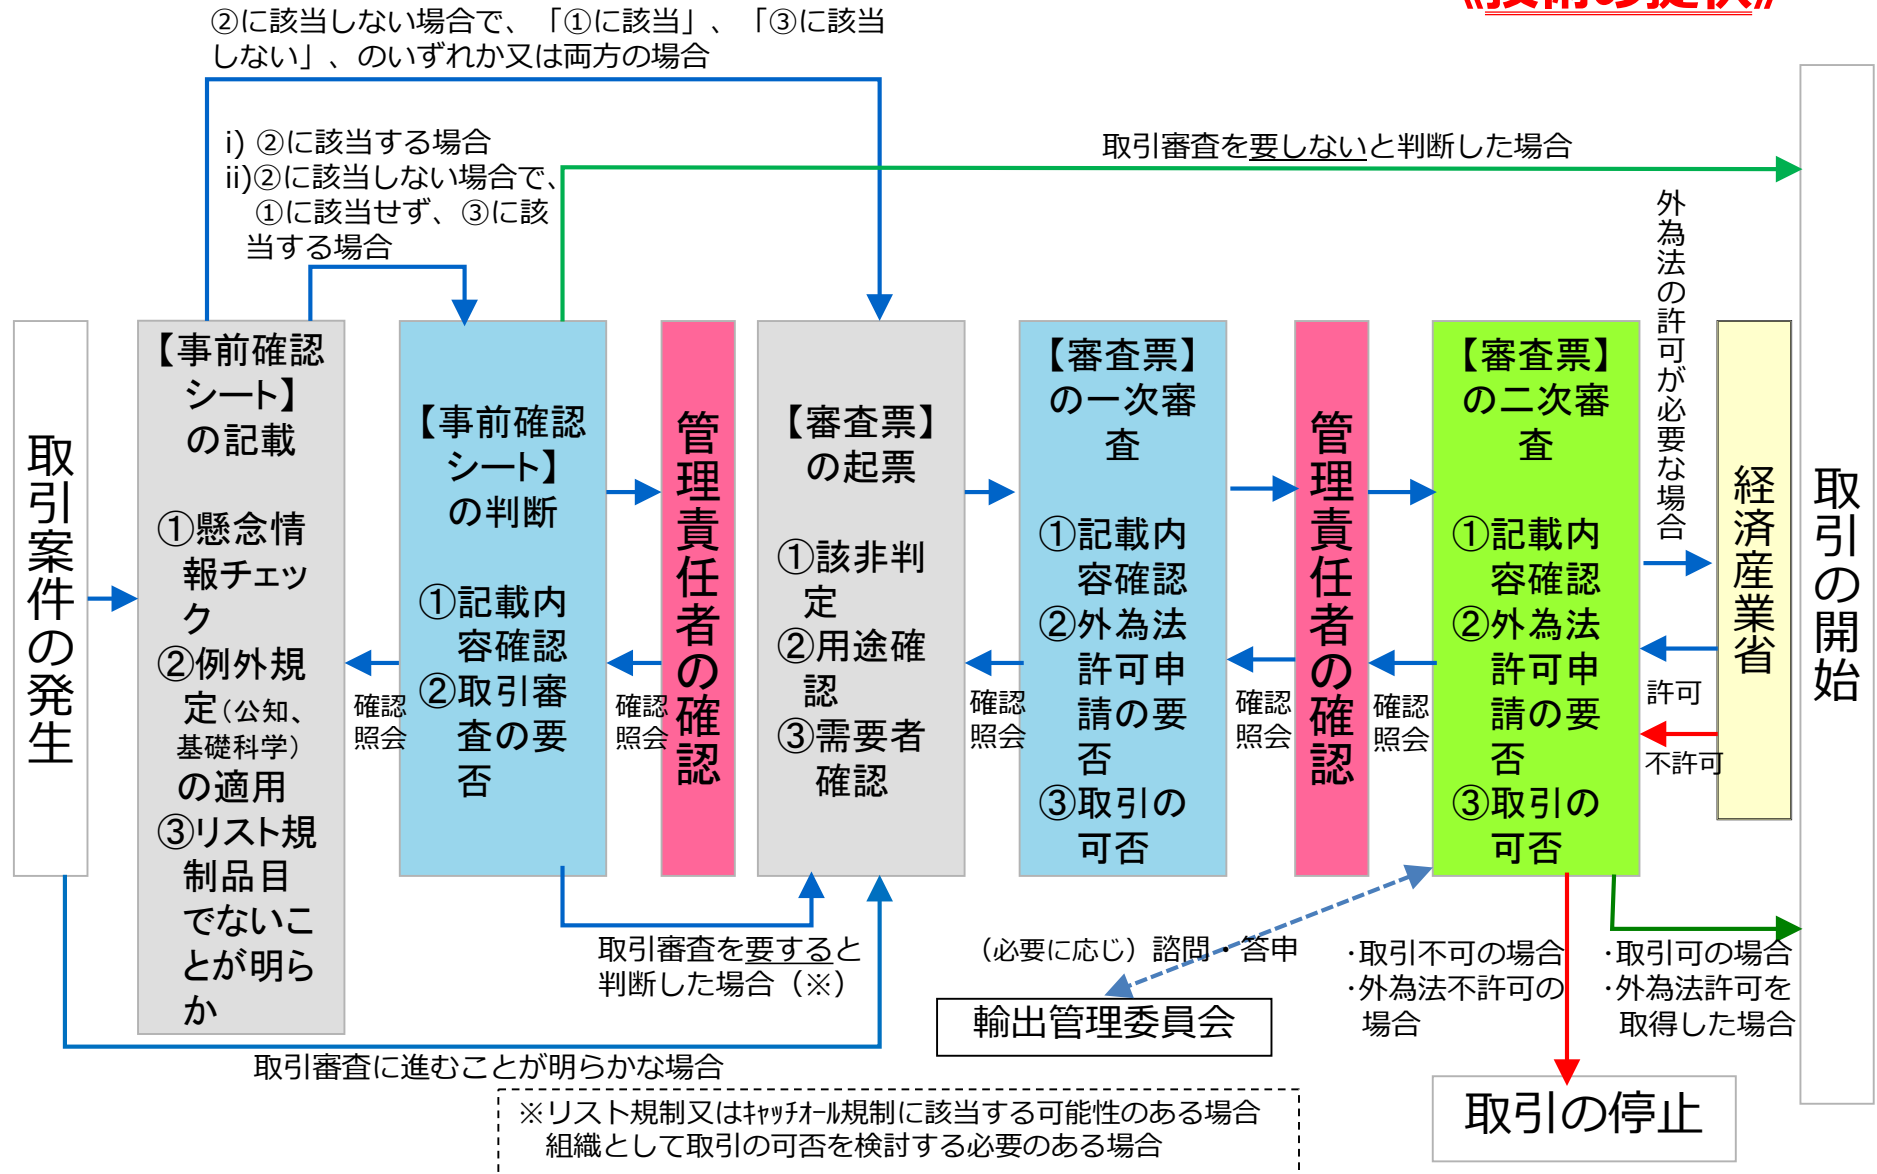 《技術の提供》
②に該当しない場合で、「①に該当」、「③に該当
しない」、のいずれか又は両方の場合
i) ②に該当する場合
ii)②に該当しない場合で、
①に該当せず、③に該
当する場合
取引審査を要しないと判断した場合
外為法の許可が必要な場合
取引案件の発生
【事前確認
シート】
の記載
①懸念情
報チェッ
ク
②例外規
定(公知、
基礎科学)
の適用
③リスト規
制品目
でないこ
とが明ら
か
確認
照会
【事前確認
シート】
の判断
①記載内
容確認
②取引審
査の要
否
確認
照会
管理責任者の確認
【審査票】
の起票
①該非判
定
②用途確
認
③需要者
確認
確認
照会
【審査票】
の一次審
査
①記載内
容確認
②外為法
許可申
請の要
否
③取引の
可否
確認
照会
管理責任者の確認
確認
照会
【審査票】
の二次審
査
①記載内
容確認
②外為法
許可申
請の要
否
③取引の
可否
許可
不許可
経済産業省
取引の開始
取引審査を要すると
判断した場合（※）
（必要に応じ）諮問・答申
輸出管理委員会
・取引不可の場合
・外為法不許可の
場合
・取引可の場合
・外為法許可を
取得した場合
取引審査に進むことが明らかな場合
※リスト規制又はｷｬｯﾁｵｰﾙ規制に該当する可能性のある場合
組織として取引の可否を検討する必要のある場合
取引の停止